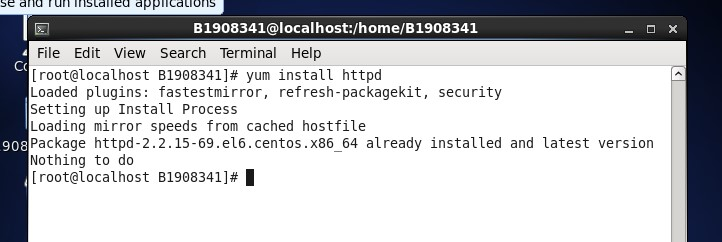 se and run installed applications
B1908341@localhost:/home/B1908341
File Edit View Search Terminal Help
[root@localhost B1908341]# yum install httpd
Loaded plugins: fastestmirror, refresh-packagekit, security
Setting up Install Process
Loading mirror speeds from cached hostfile
Package httpd-2.2.15-69.el6.centos.x86_64 already installed and latest version
Nothing to do
[root@localhost B1908341]#
Co
.908